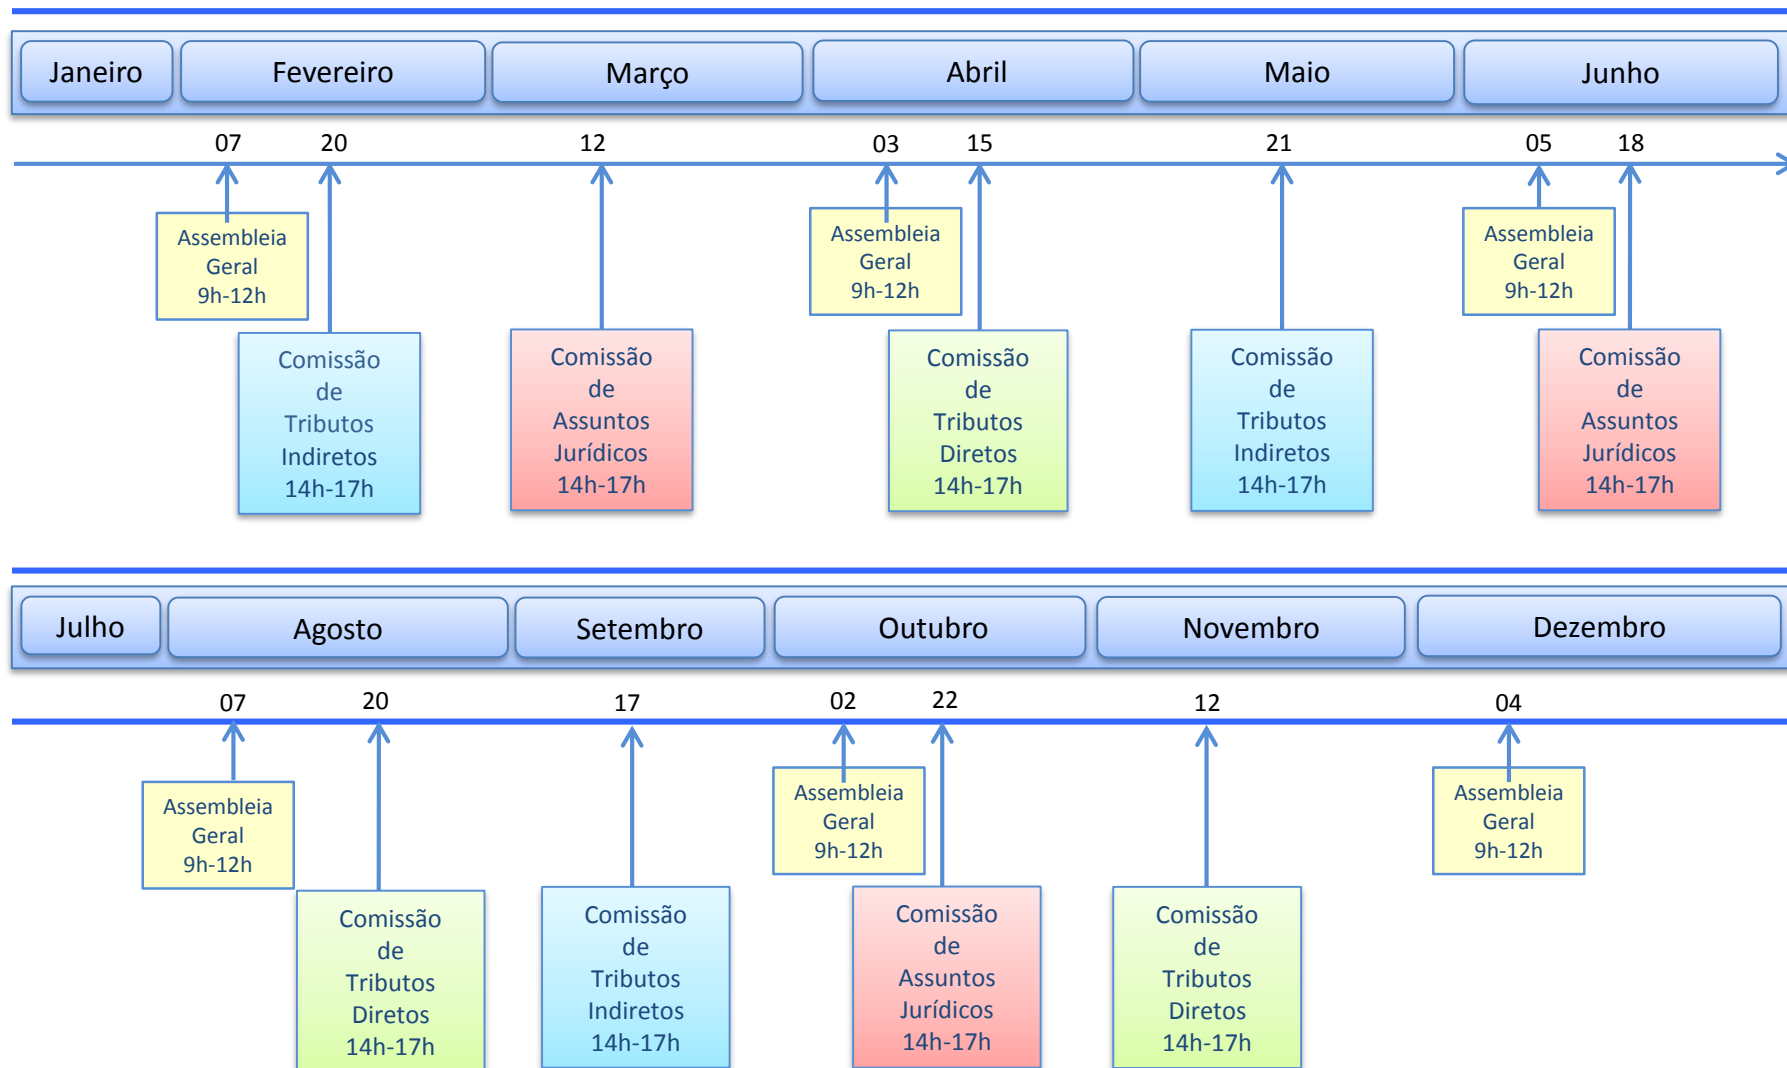 Janeiro
Fevereiro
Março
Abril
Maio
Junho
07
20
12
03
15
21
05
18
Assembleia
Geral
9h-12h
Assembleia
Geral
9h-12h
Assembleia
Geral
9h-12h
Comissão
de
Tributos
Indiretos
14h-17h
Comissão
de
Assuntos
Jurídicos
14h-17h
Comissão
de
Tributos
Diretos
14h-17h
Comissão
de
Tributos
Indiretos
14h-17h
Comissão
de
Assuntos
Jurídicos
14h-17h
Julho
Agosto
Setembro
Outubro
Novembro
Dezembro
07
20
17
02
22
12
04
Assembleia
Geral
9h-12h
Assembleia
Geral
9h-12h
Assembleia
Geral
9h-12h
Comissão
de
Tributos
Diretos
14h-17h
Comissão
de
Tributos
Indiretos
14h-17h
Comissão
de
Assuntos
Jurídicos
14h-17h
Comissão
de
Tributos
Diretos
14h-17h